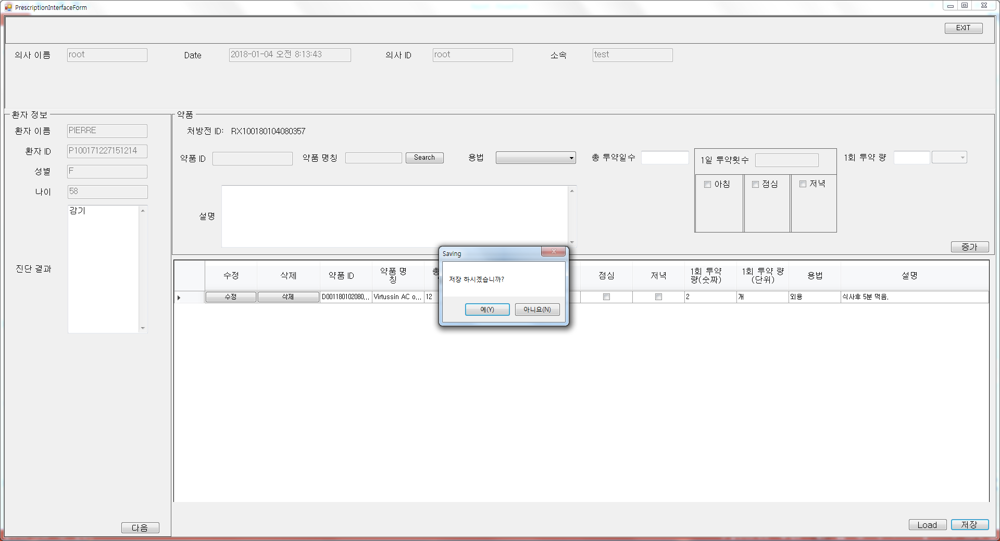 PrescriptionInterfaceForm
EXIT
의사 이름 root Date 2018-01-04 오전 8:13:43 의사 ID root 소속 test
환자 정보
환자 이름 PIERRE
환자 ID P100171227151214
성별 F
나이 58
감기
진단 결과
다음
약품
처방전 ID: RX100180104080357
약품 ID 약품 명칭 Search 용법 총 투약일수 1일 투약횟수 1회 투약 량
아침 점심 저녁
설명
증가
수정 삭제 약품 ID 약품 명칭 총 점심 저녁 1회 투약 량(숫짜) 1회 투약 량(단위) 용법 설명
수정 삭제 D001180102080... Virtussin AC o... 12 2 개 외용 식사후 5분 먹음.
Saving
저장 하시겠습니까?
예(Y) 아니요(N)
Load 저장